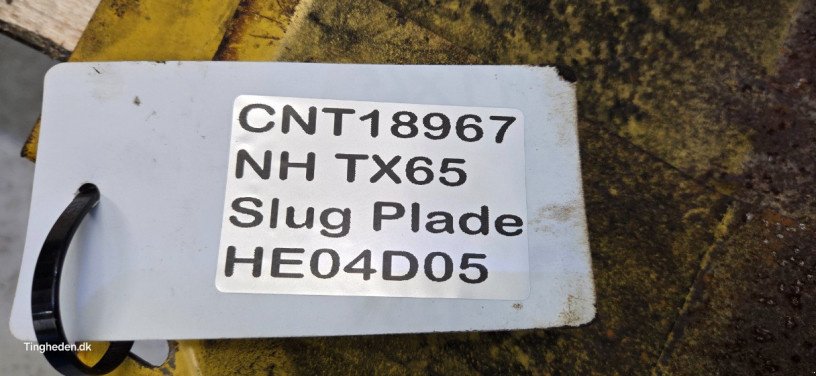 CNT18967
NH TX65
Slug Plade
HE04D05
Tingheden.dk